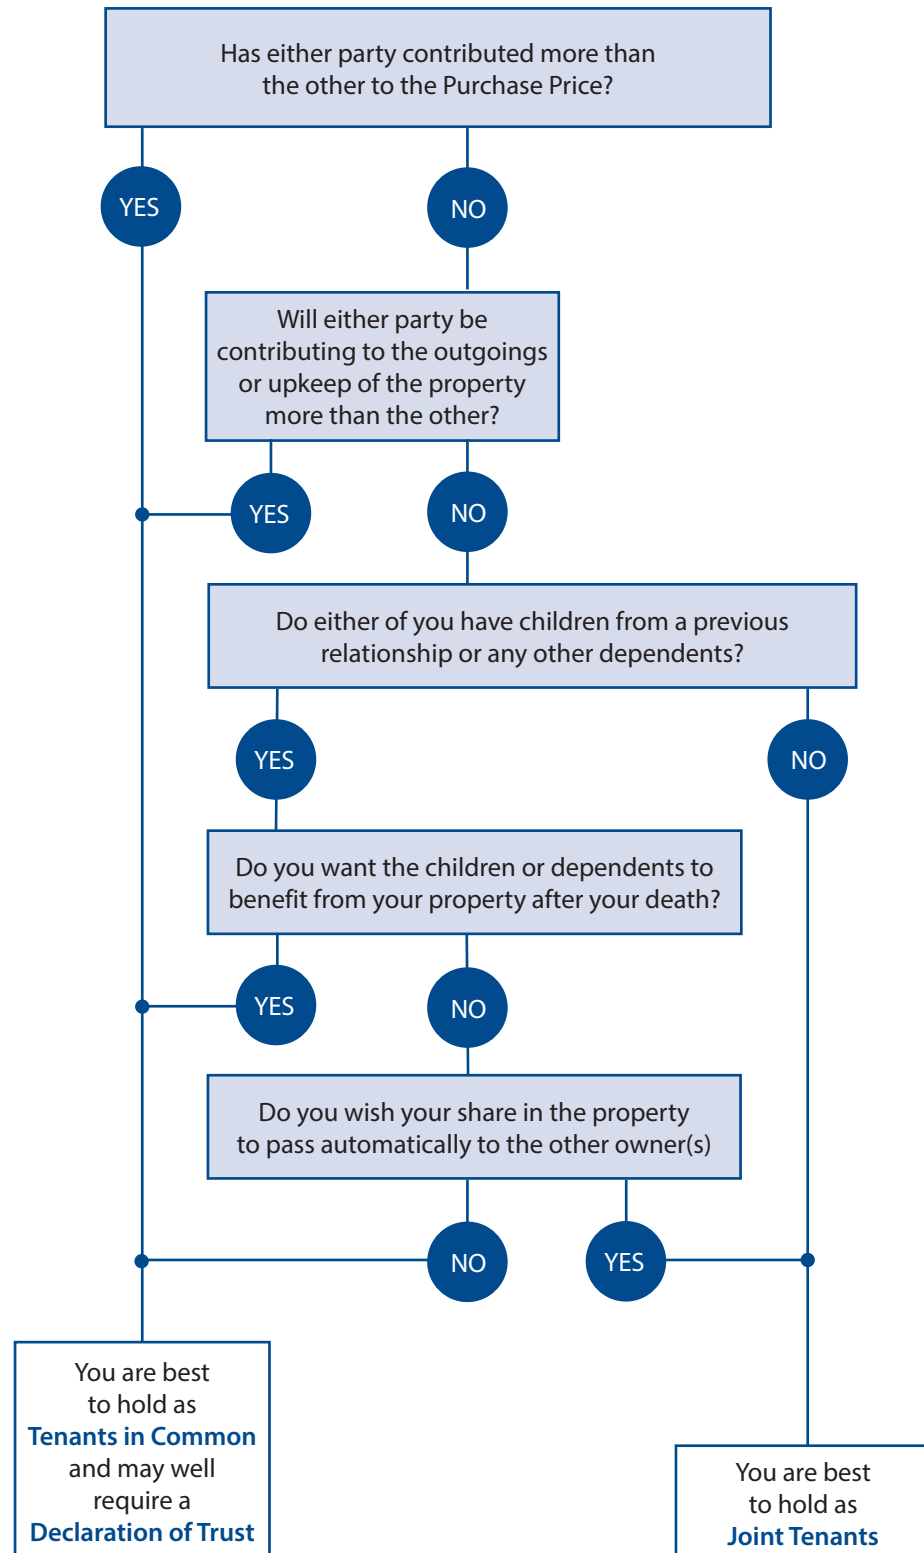 Has either party contributed more than
the other to the Purchase Price?
YES
NO
Will either party be
contributing to the outgoings
or upkeep of the property
more than the other?
YES
NO
Do either of you have children from a previous
relationship or any other dependents?
YES
NO
Do you want the children or dependents to
benefit from your property after your death?
YES
NO
Do you wish your share in the property
to pass automatically to the other owner(s)
NO
YES
You are best
to hold as
Tenants in Common
and may well
require a
Declaration of Trust
You are best
to hold as
Joint Tenants